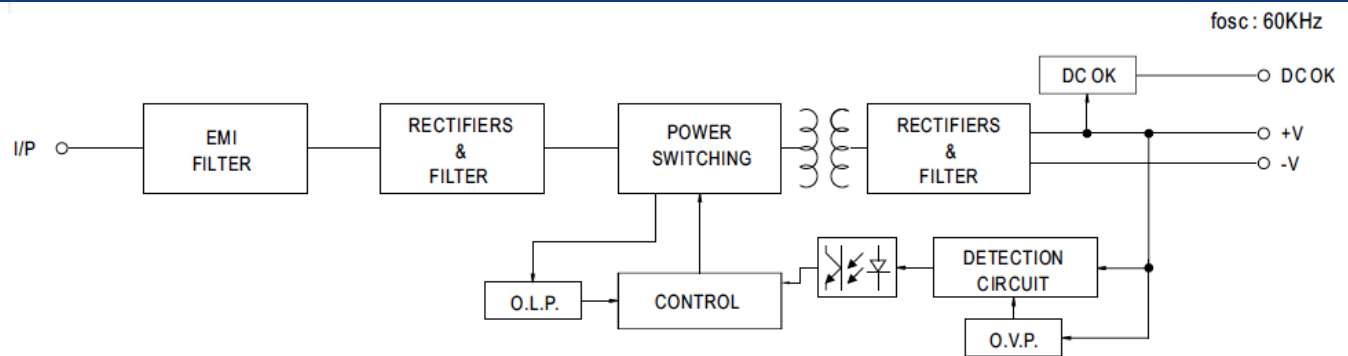 fosc : 60KHz
DC OK
DC OK
I/P
EMI
FILTER
RECTIFIERS
&
FILTER
POWER
SWITCHING
RECTIFIERS
&
FILTER
+V
-V
O.L.P.
CONTROL
DETECTION
CIRCUIT
O.V.P.